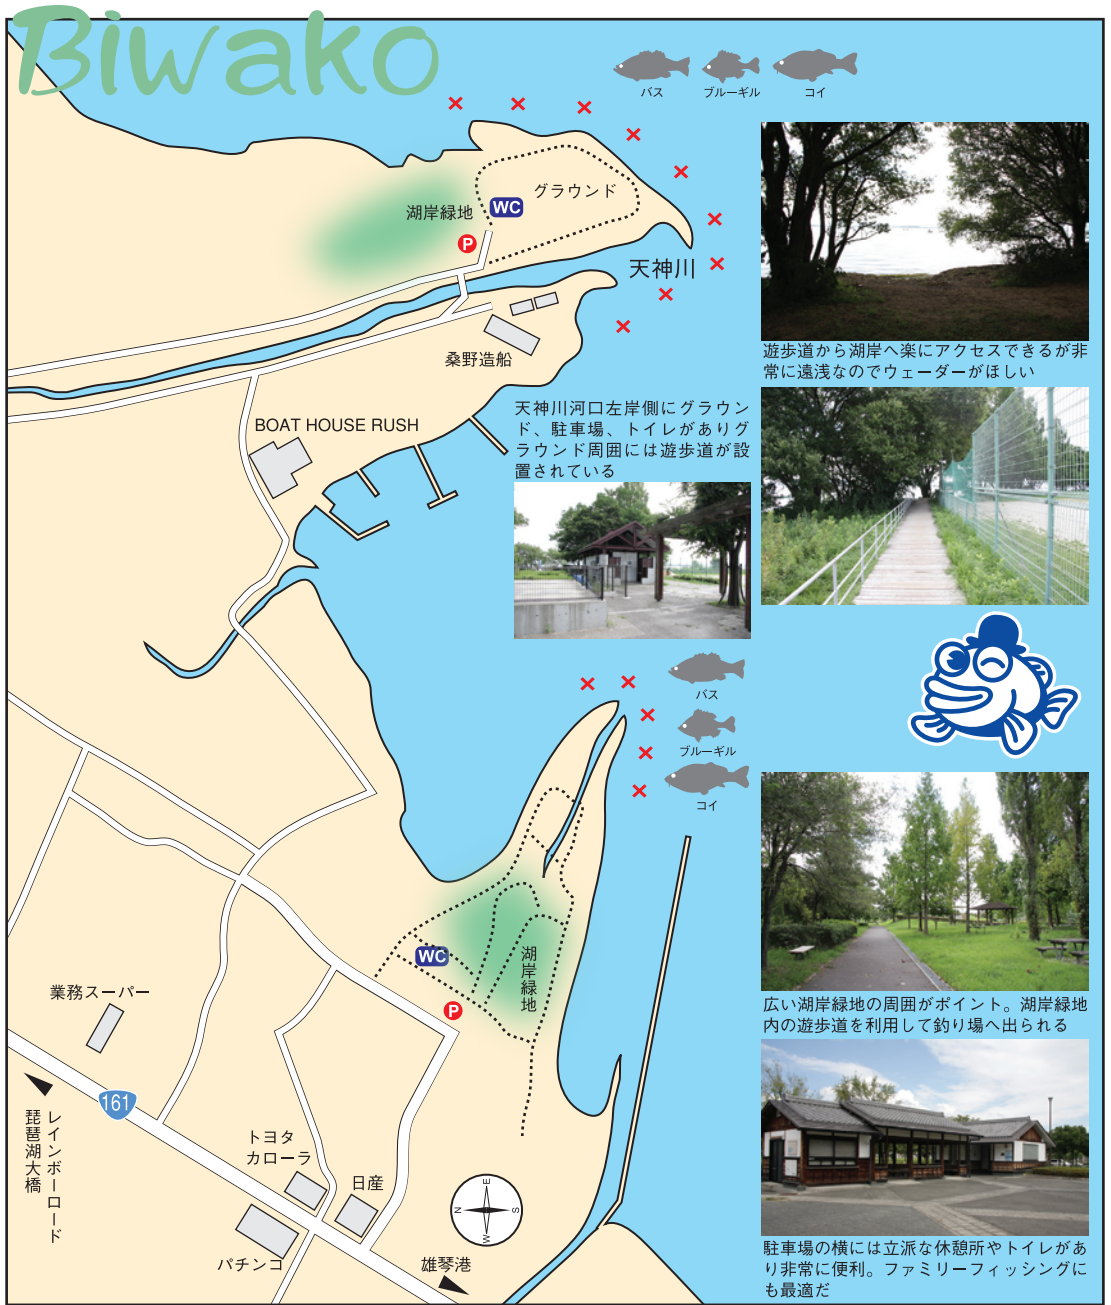 Biwako
バス
ブルーギル
コイ
グラウンド
湖岸緑地
WC
P
天神川
桑野造船
遊歩道から湖岸へ楽にアクセスできるが非
常に遠浅なのでウェーダーがほしい
BOAT HOUSE RUSH
天神川河口左岸側にグラウン
ド、駐車場、トイレがありグ
ラウンド周囲には遊歩道が設
置されている
バス
ブルーギル
コイ
WC
湖岸緑地
P
広い湖岸緑地の周囲がポイント。湖岸緑地
内の遊歩道を利用して釣り場へ出られる
業務スーパー
161
レインボーロード
琵琶湖大橋
トヨタ
カローラ
日産
パチンコ
雄琴港
E
N
S
W
駐車場の横には立派な休憩所やトイレがあ
り非常に便利。ファミリーフィッシングに
も最適だ